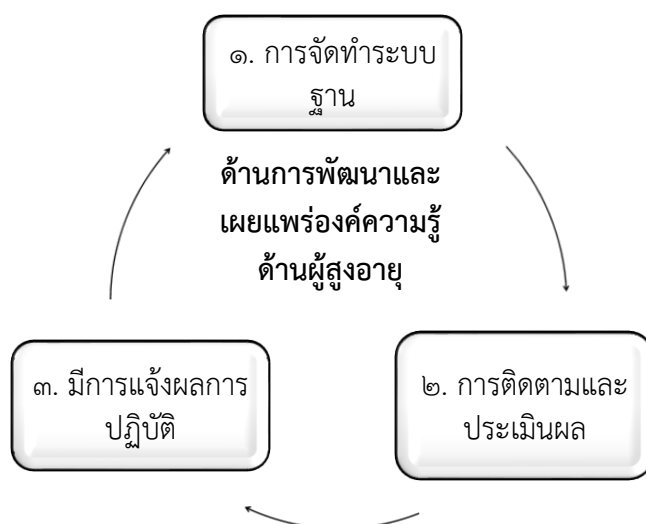 ๑. การจัดทำระบบ
ฐาน
ด้านการพัฒนาและ
เผยแพร่องค์ความรู้
ด้านผู้สูงอายุ
๒. การติดตามและ
ประเมินผล
๓. มีการแจ้งผลการ
ปฏิบัติ